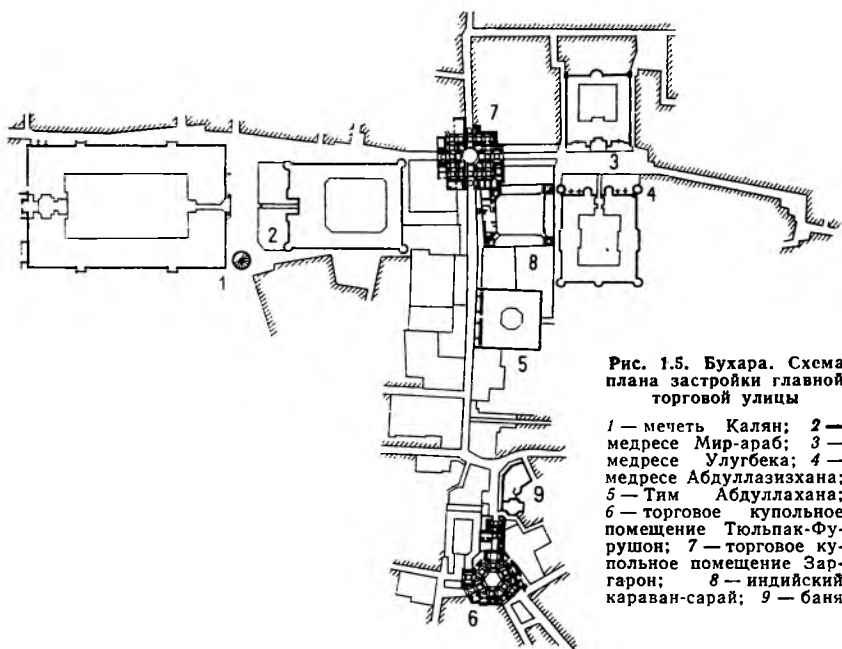 7
3
4
2
8
1
5
9
6
Рис. 1.5. Бухара. Схема
плана застройки главной
торговой улицы
1 — мечеть Калян; 2 —
медресе Мир-араб; 3 —
медресе Улугбека; 4 —
медресе Абдуллазизхана;
5 — Тим Абдуллахана;
6 — торговое купольное
помещение Тюльпак-Фу-
рушон; 7 — торговое ку-
польное помещение Зар-
гарон; 8 — индийский
караван-сарай; 9 — баня